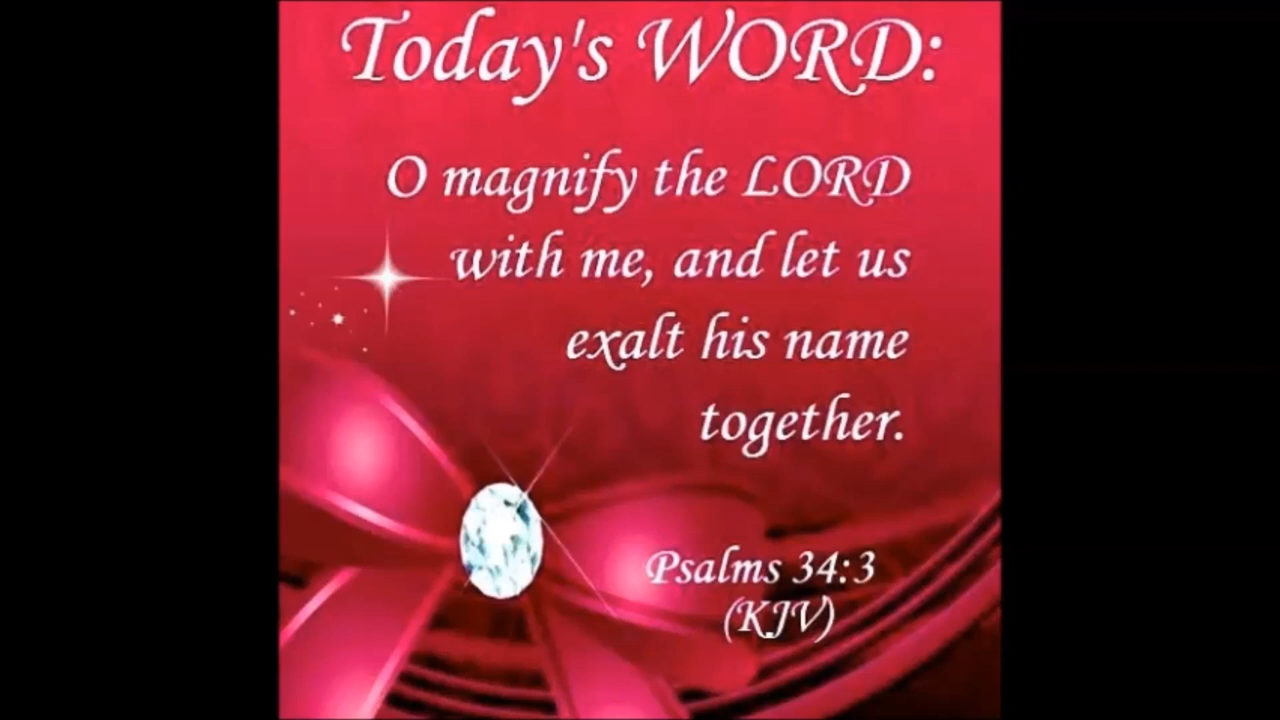 Today's WORD:
O magnify the LORD
with me, and let us
exalt his name
together.
Psalms 34:3
(KJV)